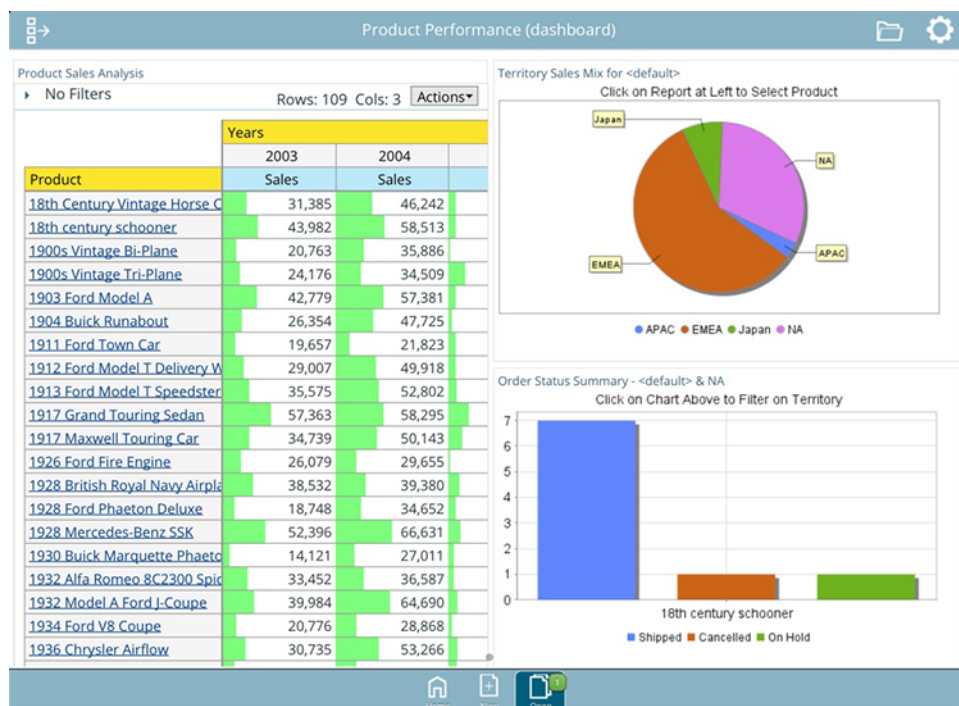 Product Performance (dashboard)
Product Sales Analysis
No Filters
Rows: 109 Cols: 3 Actions
Years
2003 2004
Product Sales Sales
18th Century Vintage Horse C 31,385 46,242
18th century schooner 43,982 58,513
1900s Vintage Bi-Plane 20,763 35,886
1900s Vintage Tri-Plane 24,176 34,509
1903 Ford Model A 42,779 57,381
1904 Buick Runabout 26,354 47,725
1911 Ford Town Car 19,657 21,823
1912 Ford Model T Delivery W 29,007 49,918
1913 Ford Model T Speedster 35,575 52,802
1917 Grand Touring Sedan 57,363 58,295
1917 Maxwell Touring Car 34,739 50,143
1926 Ford Fire Engine 26,079 29,655
1928 British Royal Navy Airpla 38,532 39,380
1928 Ford Phaeton Deluxe 18,748 34,652
1928 Mercedes-Benz SSK 52,396 66,631
1930 Buick Marquette Phaeto 14,121 27,011
1932 Alfa Romeo 8C2300 Spid 33,452 36,587
1932 Model A Ford J-Coupe 39,984 64,690
1934 Ford V8 Coupe 20,776 28,868
1936 Chrysler Airflow 30,735 53,266
Territory Sales Mix for <default>
Click on Report at Left to Select Product
Japan
NA
APAC
EMEA
APAC EMEA Japan NA
Order Status Summary - <default> & NA
Click on Chart Above to Filter on Territory
7
6
5
4
3
2
1
0
18th century schooner
Shipped Cancelled On Hold
1